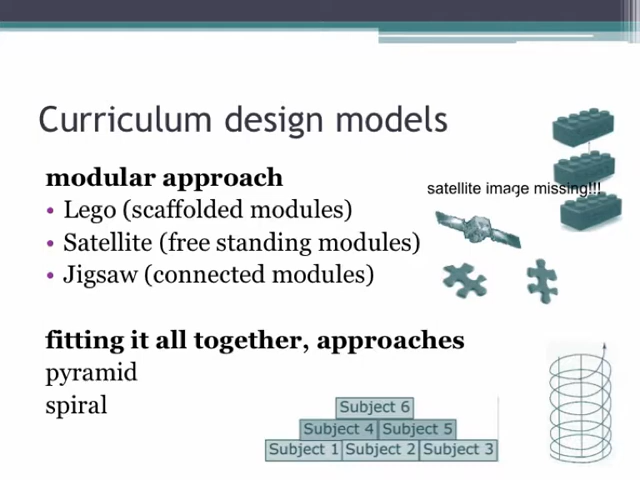 Curriculum design models
modular approach
• Lego (scaffolded modules)
satellite image missing!!!
• Satellite (free standing modules)
• Jigsaw (connected modules)
fitting it all together, approaches
pyramid
spiral
Subject 6
Subject 4 Subject 5
Subject 1 Subject 2 Subject 3